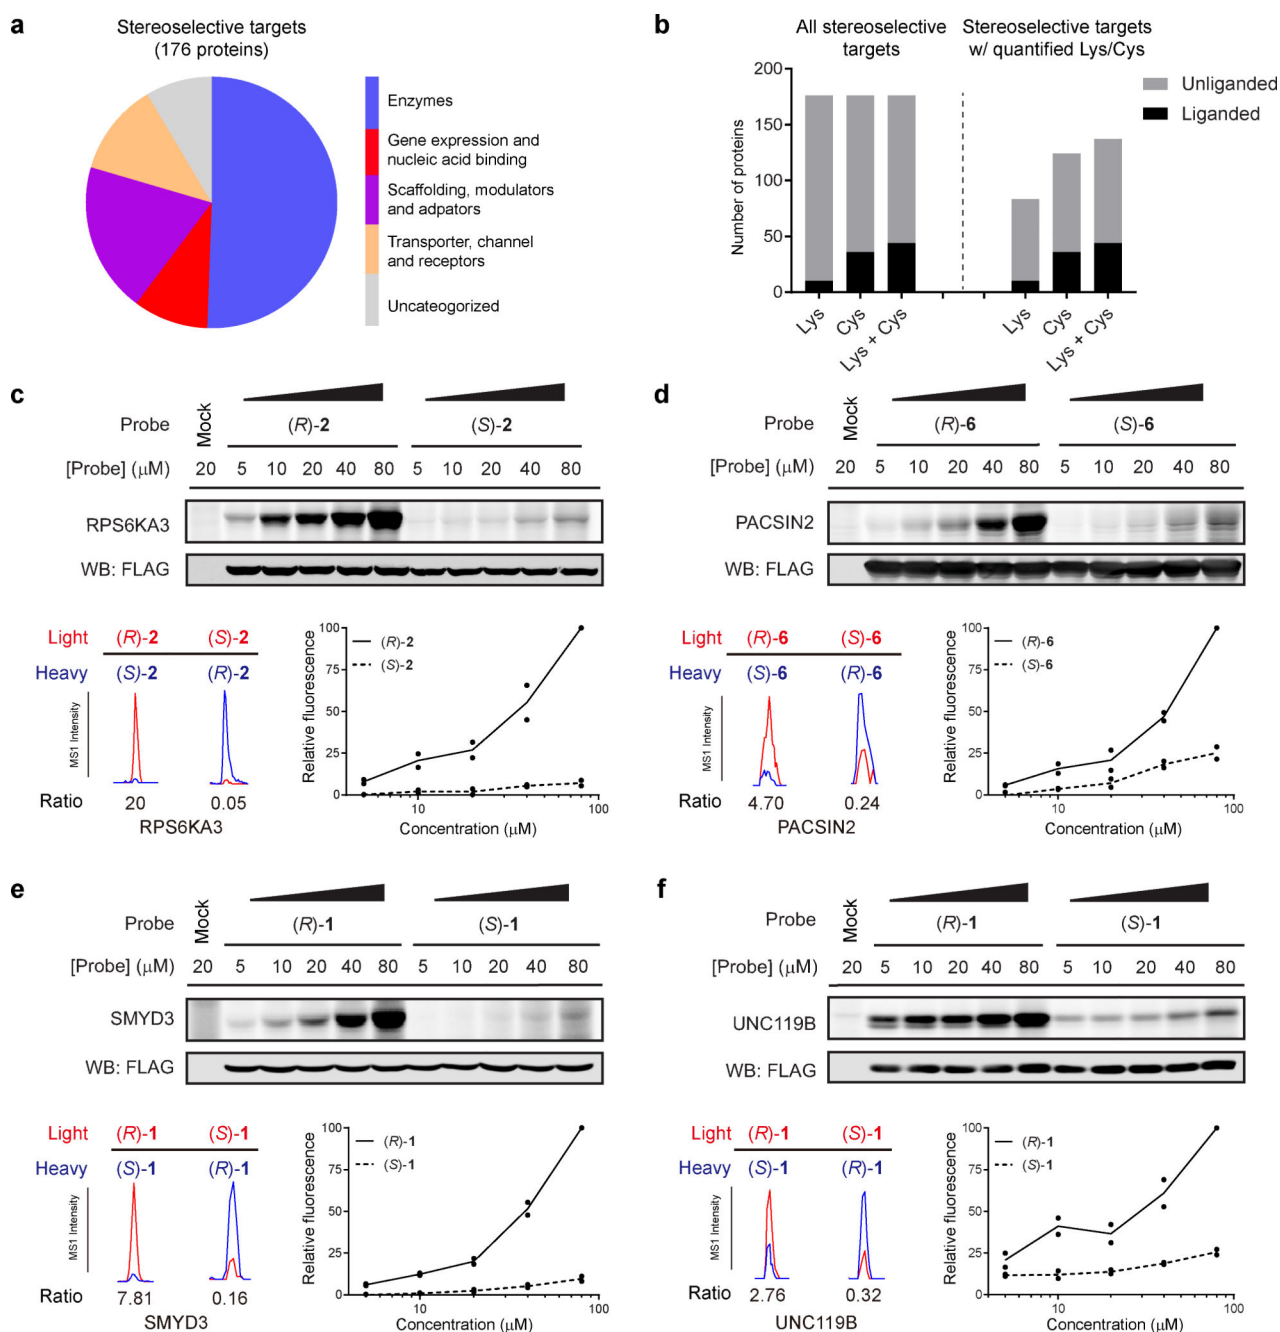 a
Stereoselective targets
(176 proteins)
Enzymes
Gene expression and
nucleic acid binding
Scaffolding, modulators
and adpators
Transporter, channel
and receptors
Uncateogorized
b
All stereoselective
targets
Stereoselective targets
w/ quantified Lys/Cys
Unliganded
Liganded
Number of proteins
200
150
100
50
0
Lys
Cys
Lys + Cys
Lys
Cys
Lys + Cys
c
Mock
Probe
(R)-2
(S)-2
[Probe] (μM)
20 5 10 20 40 80 5 10 20 40 80
RPS6KA3
WB: FLAG
Light (R)-2 (S)-2
Heavy (S)-2 (R)-2
MS1 Intensity
Ratio 20 0.05
RPS6KA3
Relative fluorescence
100
75
50
25
0
(R)-2
(S)-2
10 100
Concentration (μM)
d
Mock
Probe
(R)-6
(S)-6
[Probe] (μM)
20 5 10 20 40 80 5 10 20 40 80
PACSIN2
WB: FLAG
Light (R)-6 (S)-6
Heavy (S)-6 (R)-6
MS1 Intensity
Ratio 4.70 0.24
PACSIN2
Relative fluorescence
100
75
50
25
0
(R)-6
(S)-6
10 100
Concentration (μM)
e
Mock
Probe
(R)-1
(S)-1
[Probe] (μM)
20 5 10 20 40 80 5 10 20 40 80
SMYD3
WB: FLAG
Light (R)-1 (S)-1
Heavy (S)-1 (R)-1
MS1 Intensity
Ratio 7.81 0.16
SMYD3
Relative fluorescence
100
75
50
25
0
(R)-1
(S)-1
10 100
Concentration (μM)
f
Mock
Probe
(R)-1
(S)-1
[Probe] (μM)
20 5 10 20 40 80 5 10 20 40 80
UNC119B
WB: FLAG
Light (R)-1 (S)-1
Heavy (S)-1 (R)-1
MS1 Intensity
Ratio 2.76 0.32
UNC119B
Relative fluorescence
100
75
50
25
0
(R)-1
(S)-1
10 100
Concentration (μM)